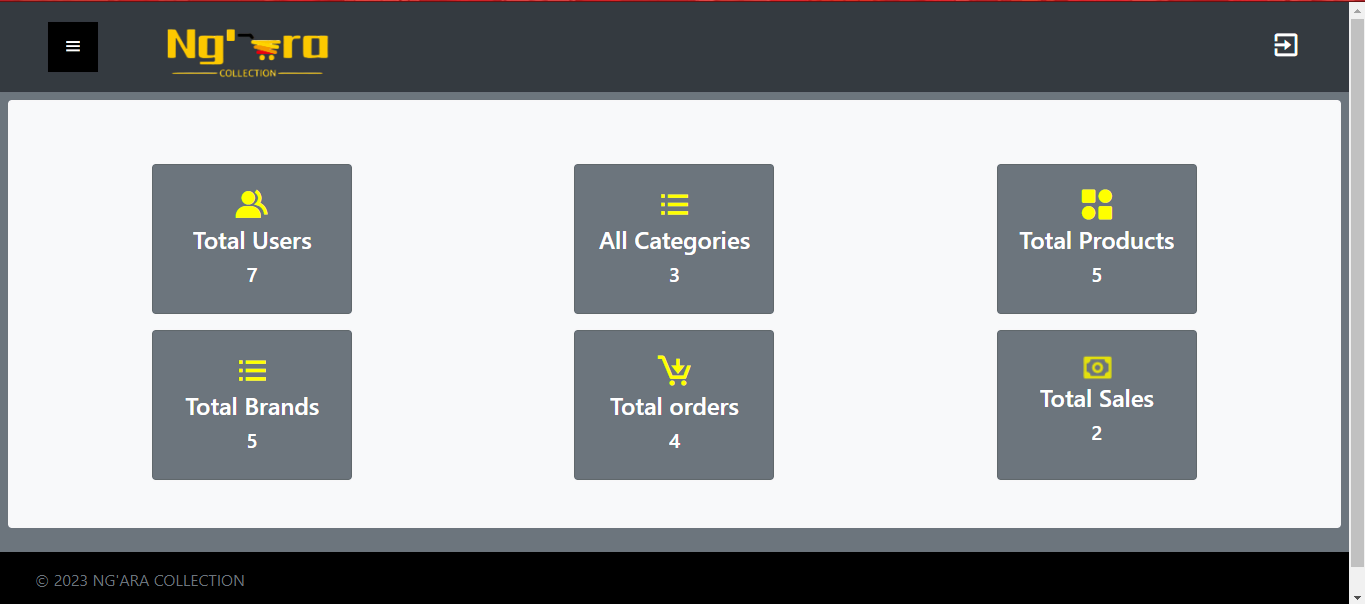 Ng'ara
COLLECTION
Total Users
7
All Categories
3
Total Products
5
Total Brands
5
Total orders
4
Total Sales
2
© 2023 NG'ARA COLLECTION